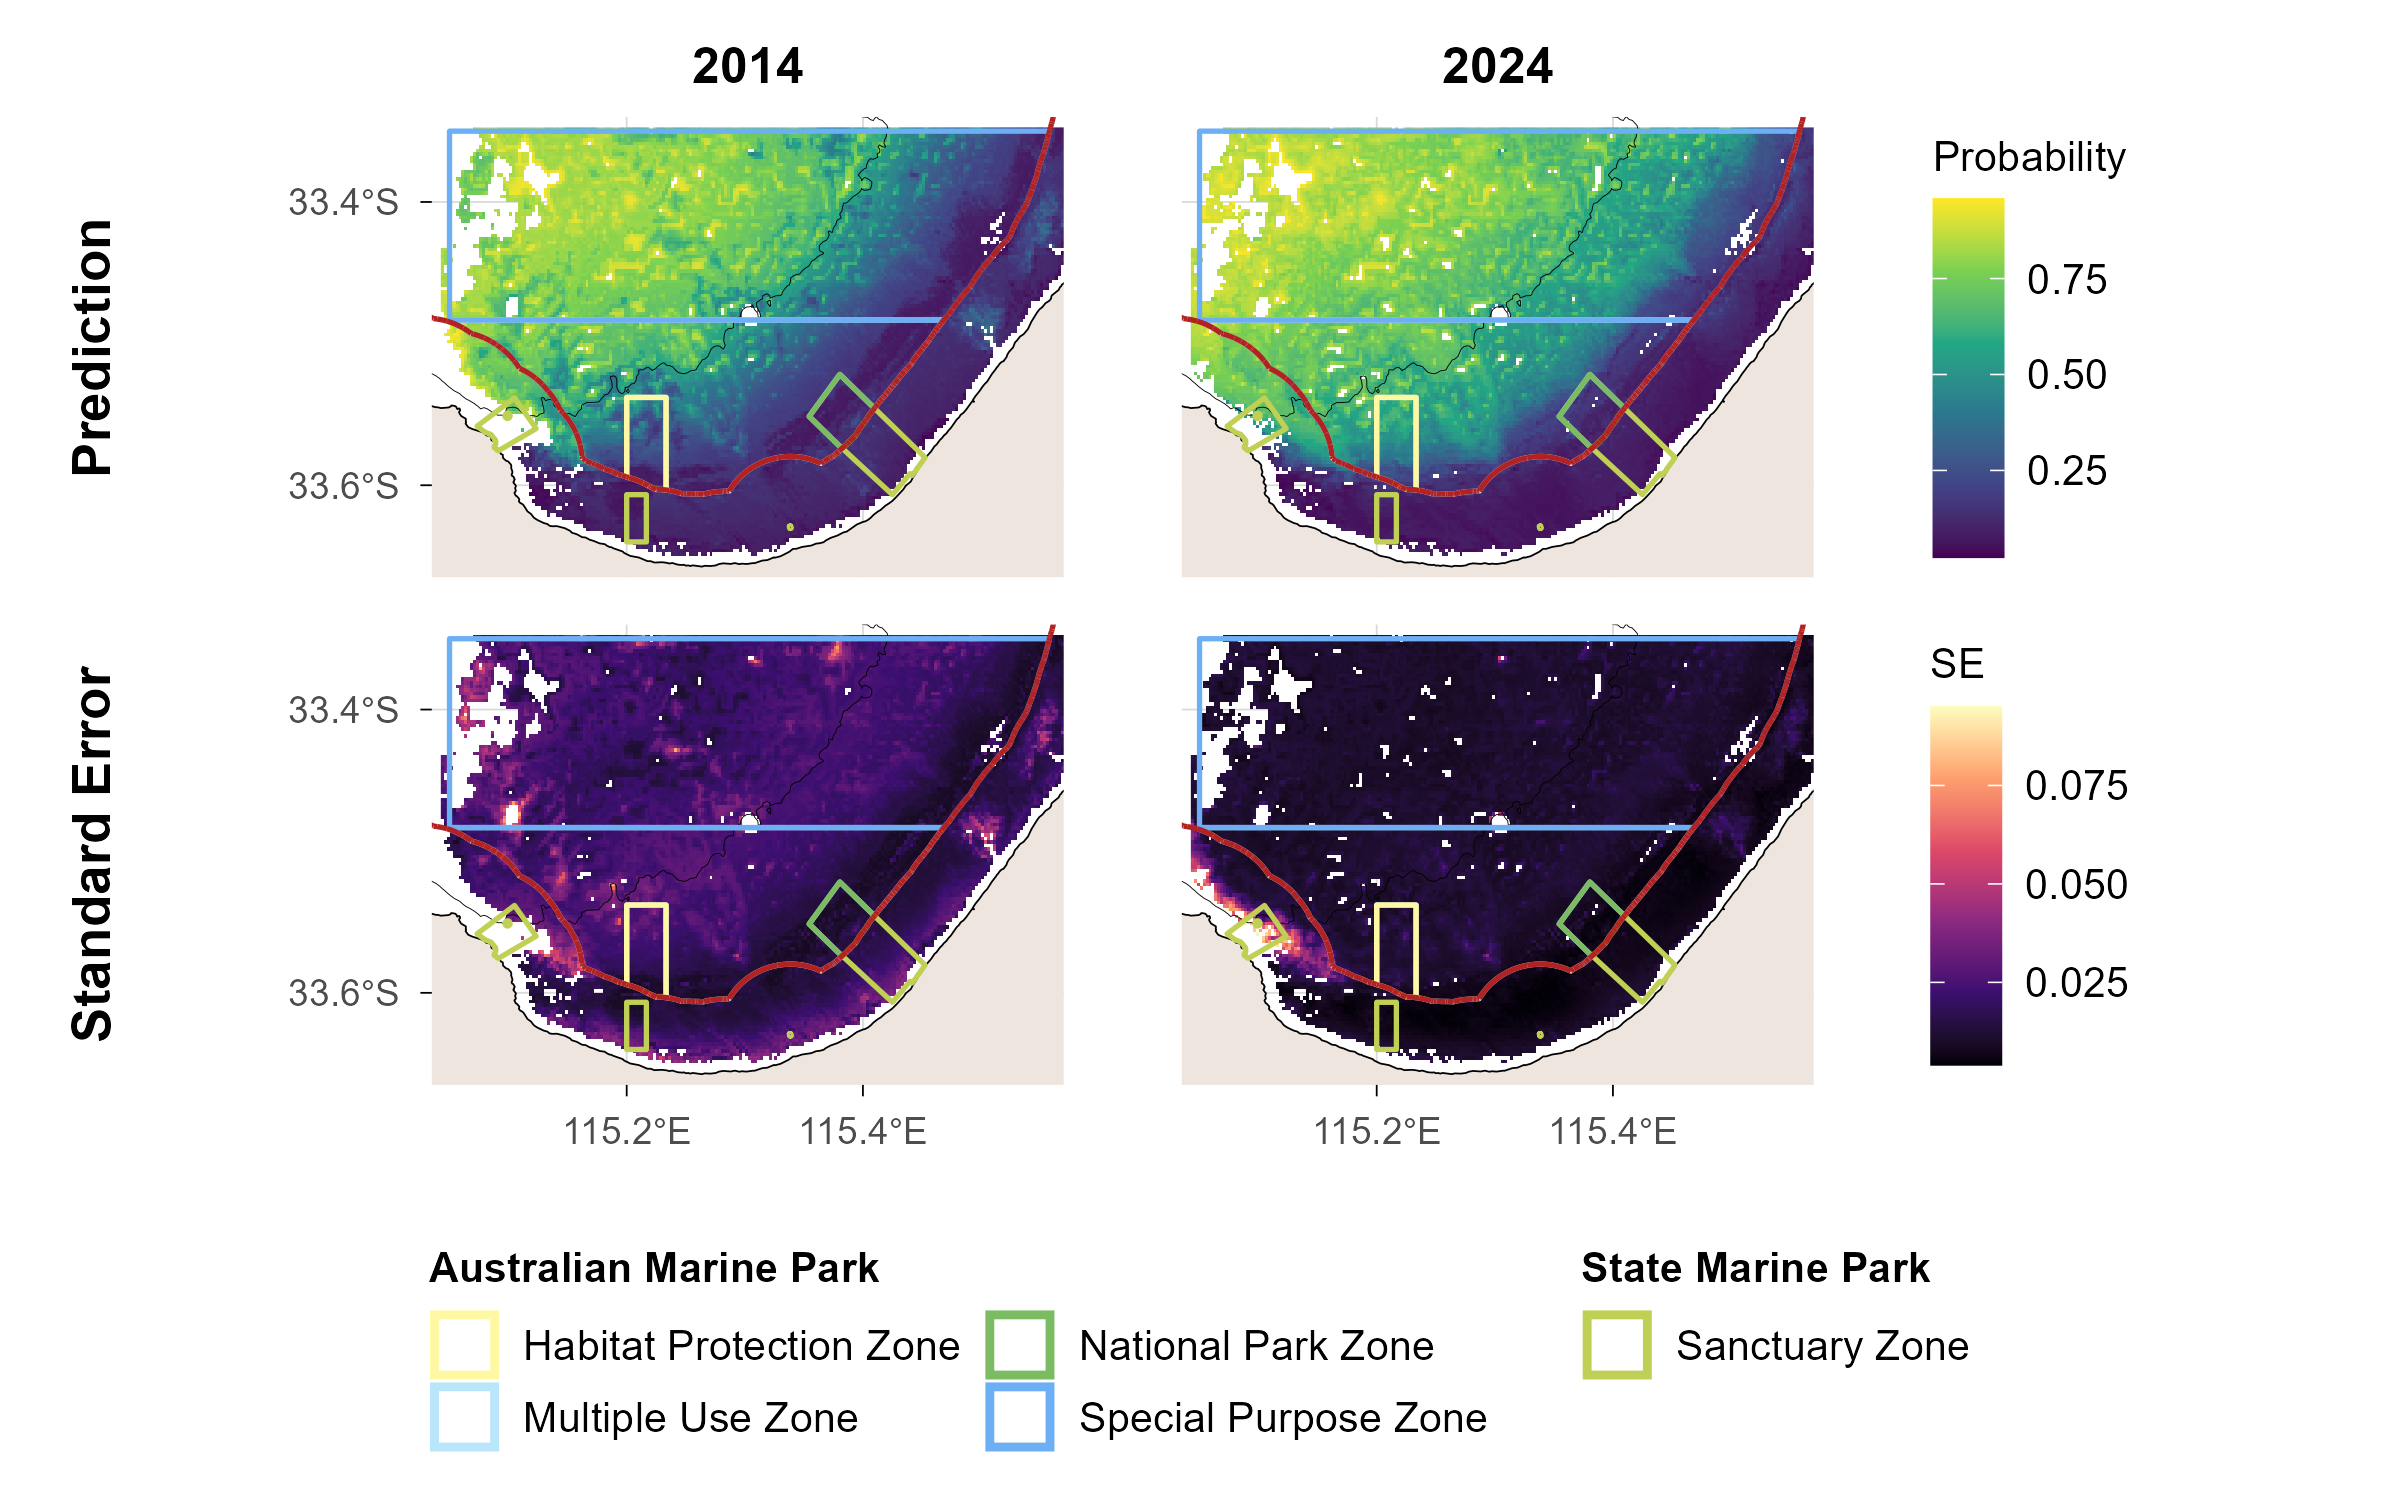 2014
2024
Prediction
33.4°S
33.6°S
Probability
0.75
0.50
0.25
Standard Error
33.4°S
33.6°S
SE
0.075
0.050
0.025
115.2°E
115.4°E
115.2°E
115.4°E
Australian Marine Park
State Marine Park
Habitat Protection Zone
National Park Zone
Sanctuary Zone
Multiple Use Zone
Special Purpose Zone